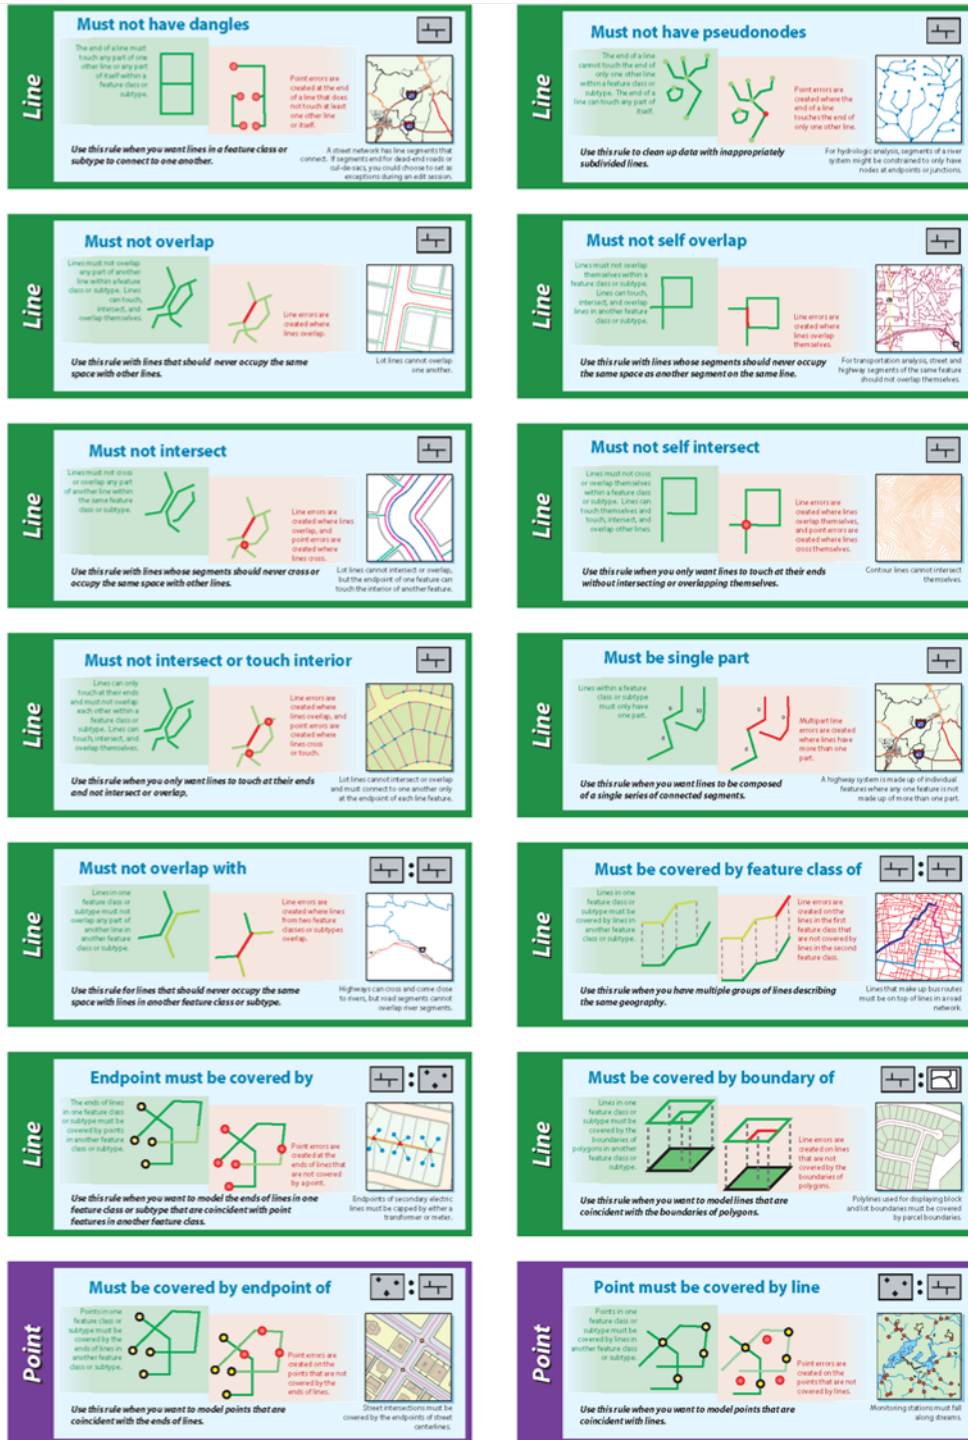 Line
Must not have dangles
The end of a line must
touch any part of one
other line or any part
of itself within a
feature class or
subtype.
Point errors are
created at the end
of a line that does
not touch at least
one other line
or itself.
Use this rule when you want lines in a feature class or
subtype to connect to one another.
A street network has line segments that
connect. If segments end for dead-end roads or
cul-de-sacs, you could choose to set as
exceptions during an edit session.
Line
Must not have pseudonodes
The end of a line
cannot touch the end of
only one other line
within a feature class or
subtype. The end of a
line can touch any part of
itself.
Point errors are
created where the
end of a line
touches the end of
only one other line.
Use this rule to clean up data with inappropriately
subdivided lines.
For hydrologic analysis, segments of a river
system might be constrained to only have
nodes at endpoints or junctions.
Line
Must not overlap
Lines must not overlap
any part of another
line within a feature
class or subtype. Lines
can touch,
intersect, and
overlap themselves.
Line errors are
created where
lines overlap.
Use this rule with lines that should never occupy the same
space with other lines.
Lot lines cannot overlap
one another.
Line
Must not self overlap
Lines must not overlap
themselves within a
feature class or subtype.
Lines can touch,
intersect, and overlap
lines in another feature
class or subtype.
Line errors are
created where
lines overlap
themselves.
Use this rule with lines whose segments should never occupy
the same space as another segment on the same line.
For transportation analysis, street and
highway segments of the same feature
should not overlap themselves.
Line
Must not intersect
Lines must not cross
or overlap any part
of another line within
the same feature
class or subtype.
Line errors are
created where lines
overlap, and
point errors are
created where
lines cross.
Use this rule with lines whose segments should never cross or
occupy the same space with other lines.
Lot lines cannot intersect or overlap,
but the endpoint of one feature can
touch the interior of another feature.
Line
Must not self intersect
Lines must not cross
or overlap themselves
within a feature class
or subtype. Lines can
touch themselves and
touch, intersect, and
overlap other lines.
Line errors are
created where lines
overlap themselves,
and point errors are
created where lines
cross themselves.
Use this rule when you only want lines to touch at their ends
without intersecting or overlapping themselves.
Contour lines cannot intersect
themselves.
Line
Must not intersect or touch interior
Lines can only
touch at their ends
and must not overlap
each other within a
feature class or
subtype. Lines can
touch, intersect, and
overlap themselves.
Line errors are
created where
lines overlap, and
point errors are
created where
lines cross
or touch.
Use this rule when you only want lines to touch at their ends
and not intersect or overlap.
Lot lines cannot intersect or overlap
and must connect to one another only
at the endpoint of each line feature.
Line
Must be single part
Lines within a feature
class or subtype
must only have
one part.
Multipart line
errors are created
where lines have
more than one
part.
Use this rule when you want lines to be composed
of a single series of connected segments.
A highway system is made up of individual
features where any one feature is not
made up of more than one part.
Line
Must not overlap with
Lines in one
feature class or
subtype must not
overlap any part of
another line in
another feature
class or subtype.
Line errors are
created where lines
from two feature
classes or subtypes
overlap.
Use this rule for lines that should never occupy the same
space with lines in another feature class or subtype.
Highways can cross and come close
to rivers, but road segments cannot
overlap river segments.
Line
Must be covered by feature class of
Lines in one
feature class or
subtype must be
covered by lines in
another feature
class or subtype.
Line errors are
created on the
lines in the first
feature class that
are not covered by
lines in the second
feature class.
Use this rule when you have multiple groups of lines describing
the same geography.
Lines that make up bus routes
must be on top of lines in a road
network.
Line
Endpoint must be covered by
The ends of lines
in one feature class
or subtype must be
covered by points
in another feature
class or subtype.
Point errors are
created at the
ends of lines that
are not covered
by a point.
Use this rule when you want to model the ends of lines in one
feature class or subtype that are coincident with point
features in another feature class.
Endpoints of secondary electric
lines must be capped by either a
transformer or meter.
Line
Must be covered by boundary of
Lines in one
feature class or
subtype must be
covered by the
boundaries of
polygons in another
feature class or
subtype.
Line errors are
created on lines
that are not
covered by the
boundaries of
polygons.
Use this rule when you want to model lines that are
coincident with the boundaries of polygons.
Polylines used for displaying block
and lot boundaries must be covered
by parcel boundaries.
Point
Must be covered by endpoint of
Points in one
feature class or
subtype must be
covered by the
ends of lines in
another feature
class or subtype.
Point errors are
created on the
points that are not
covered by the
ends of lines.
Use this rule when you want to model points that are
coincident with the ends of lines.
Street intersections must be
covered by the endpoints of street
centerlines.
Point
Point must be covered by line
Points in one
feature class or
subtype must be
covered by lines in
another feature class
or subtype.
Point errors are
created on the
points that are not
covered by lines.
Use this rule when you want to model points that are
coincident with lines.
Monitoring stations must fall
along streams.